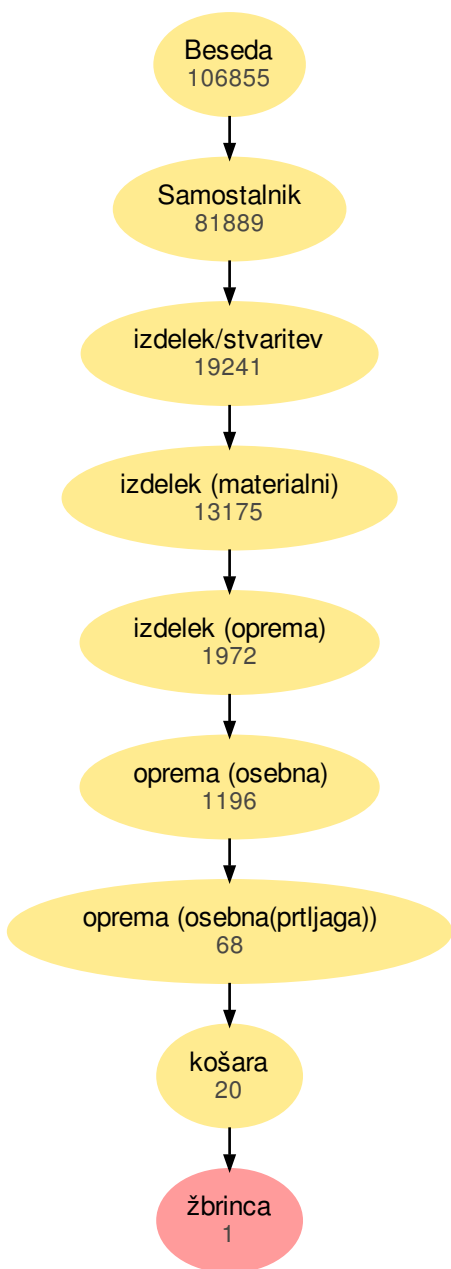 Beseda
106855
Samostalnik
81889
izdelek/stvaritev
19241
izdelek (materialni)
13175
izdelek (oprema)
1972
oprema (osebna)
1196
oprema (osebna(prtljaga))
68
košara
20
žbrinca
1